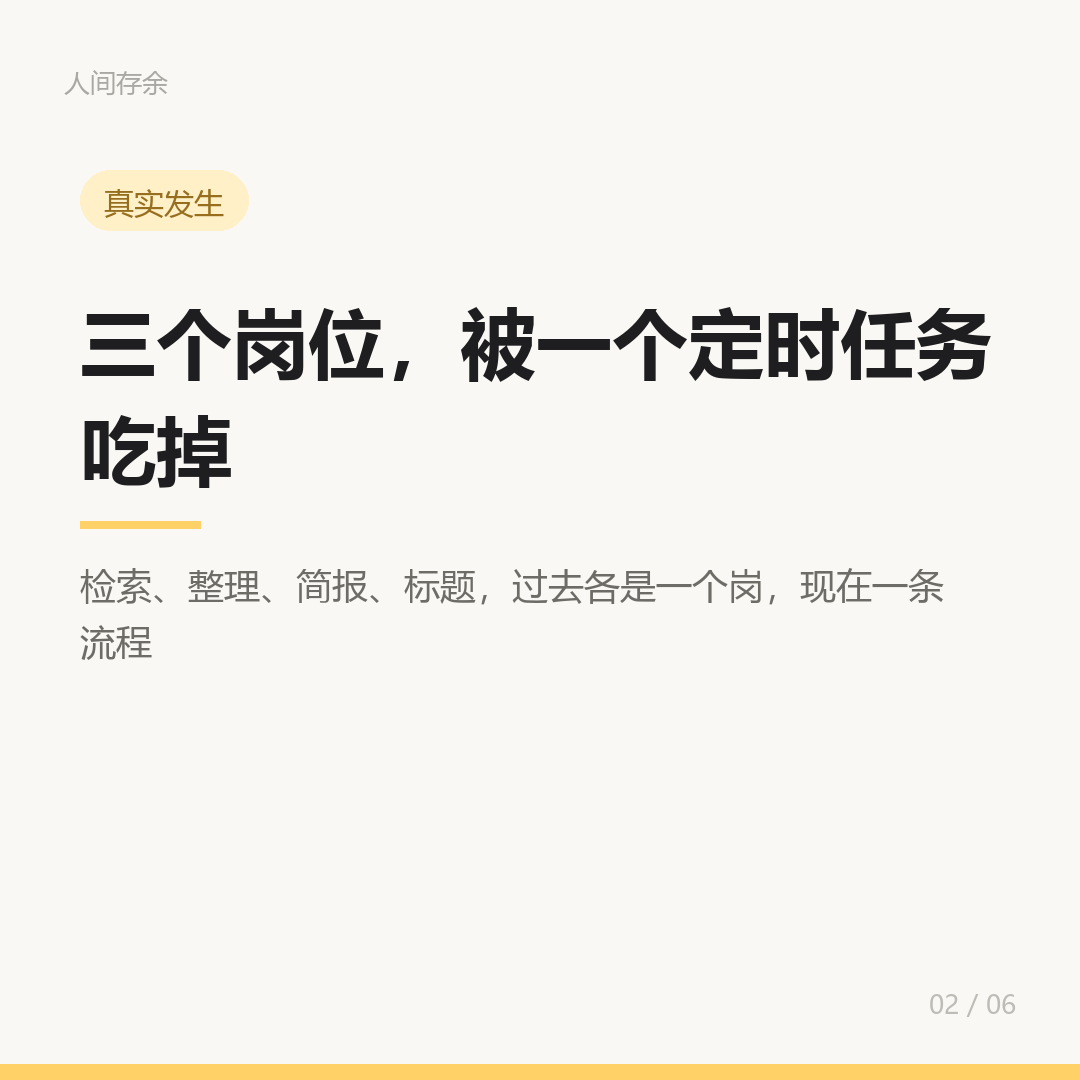 人间存余
真实发生
三个岗位，被一个定时任务
吃掉
检索、整理、简报、标题，过去各是一个岗，现在一条
流程
02 / 06